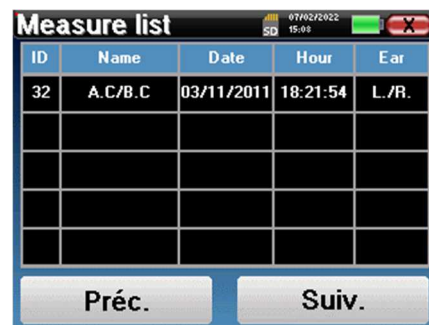 Measure list
SD
07/02/2022
15:08
X
ID Name Date Hour Ear
32 A.C/B.C 03/11/2011 18:21:54 L./R.
Préc. Suiv.